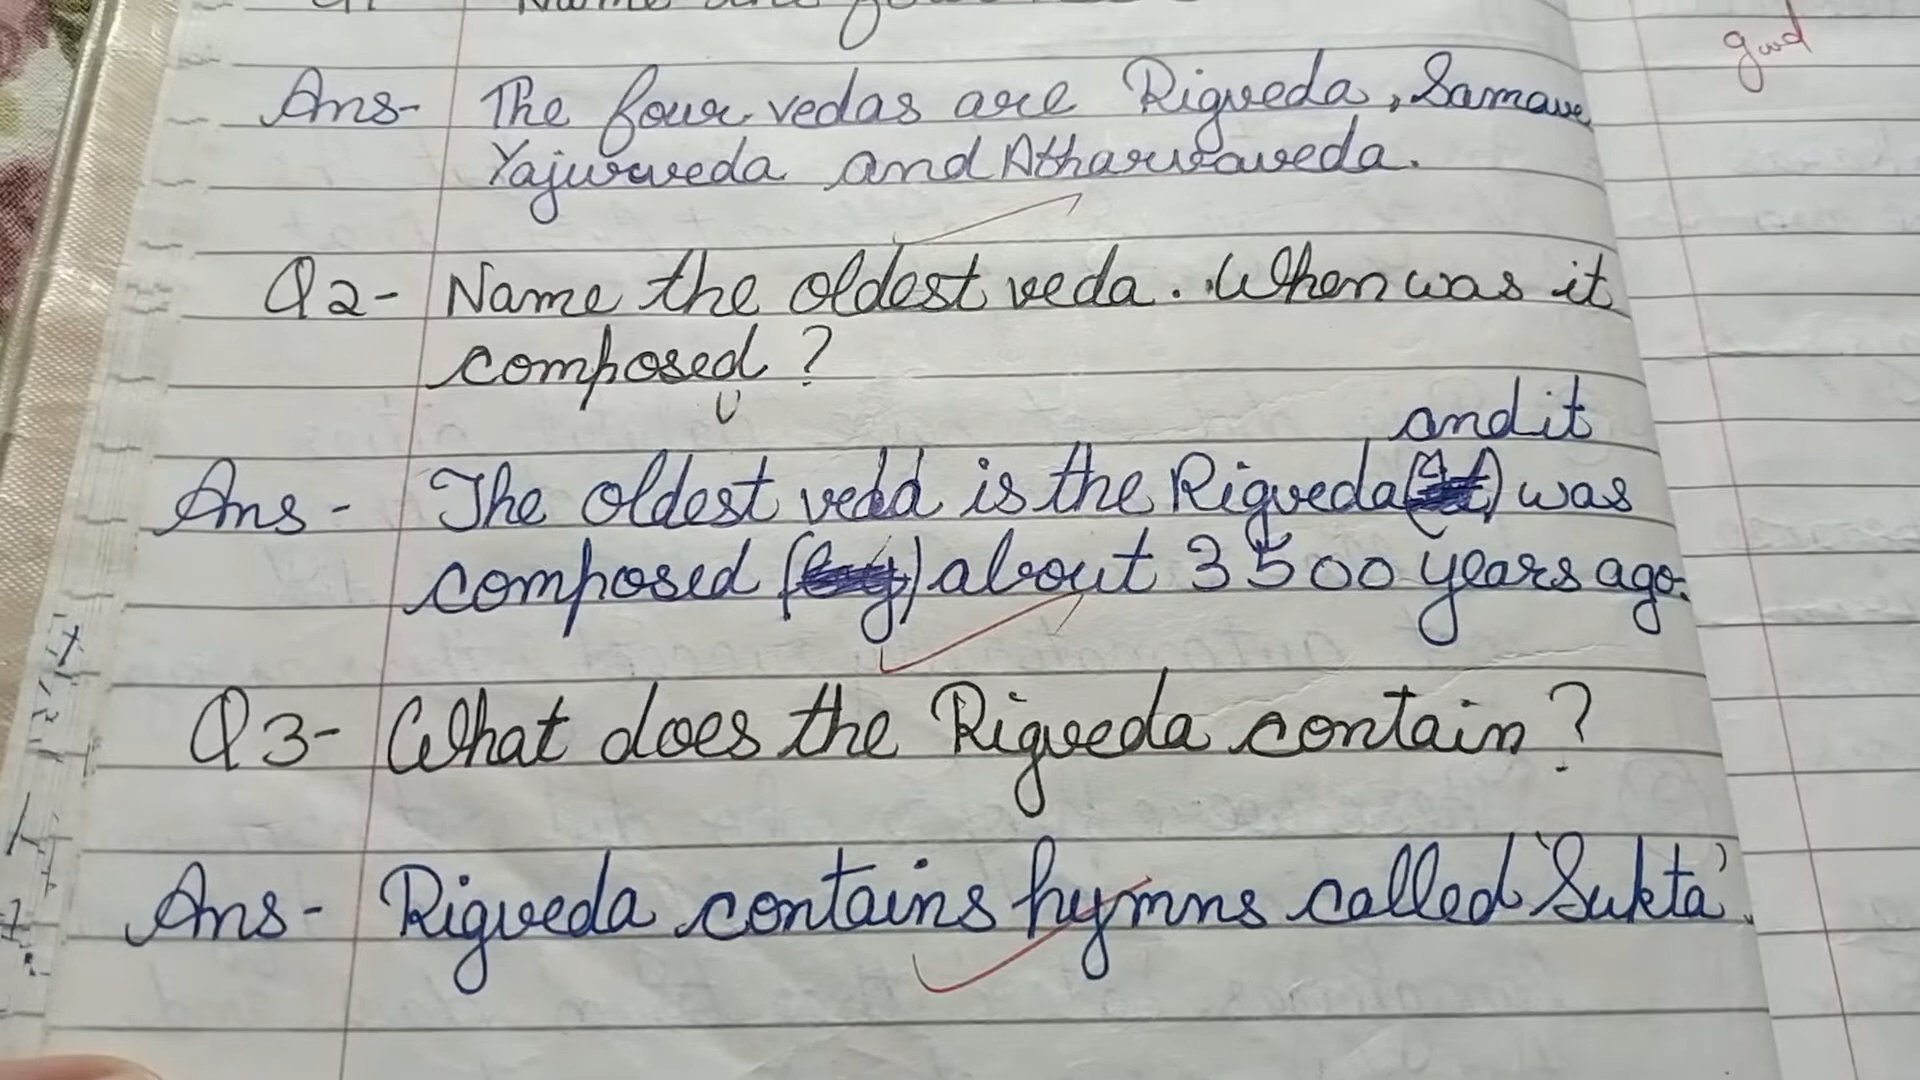 good
Ans- The four vedas are Rigveda, Samave
Yajurveda and Atharvaveda.
Q2- Name the oldest veda. When was it
composed?
and it
Ans- The oldest veda is the Rigveda was
composed about 3500 years ago.
Q3- What does the Rigveda contain?
Ans- Rigveda contains hymns called 'Sukta'.